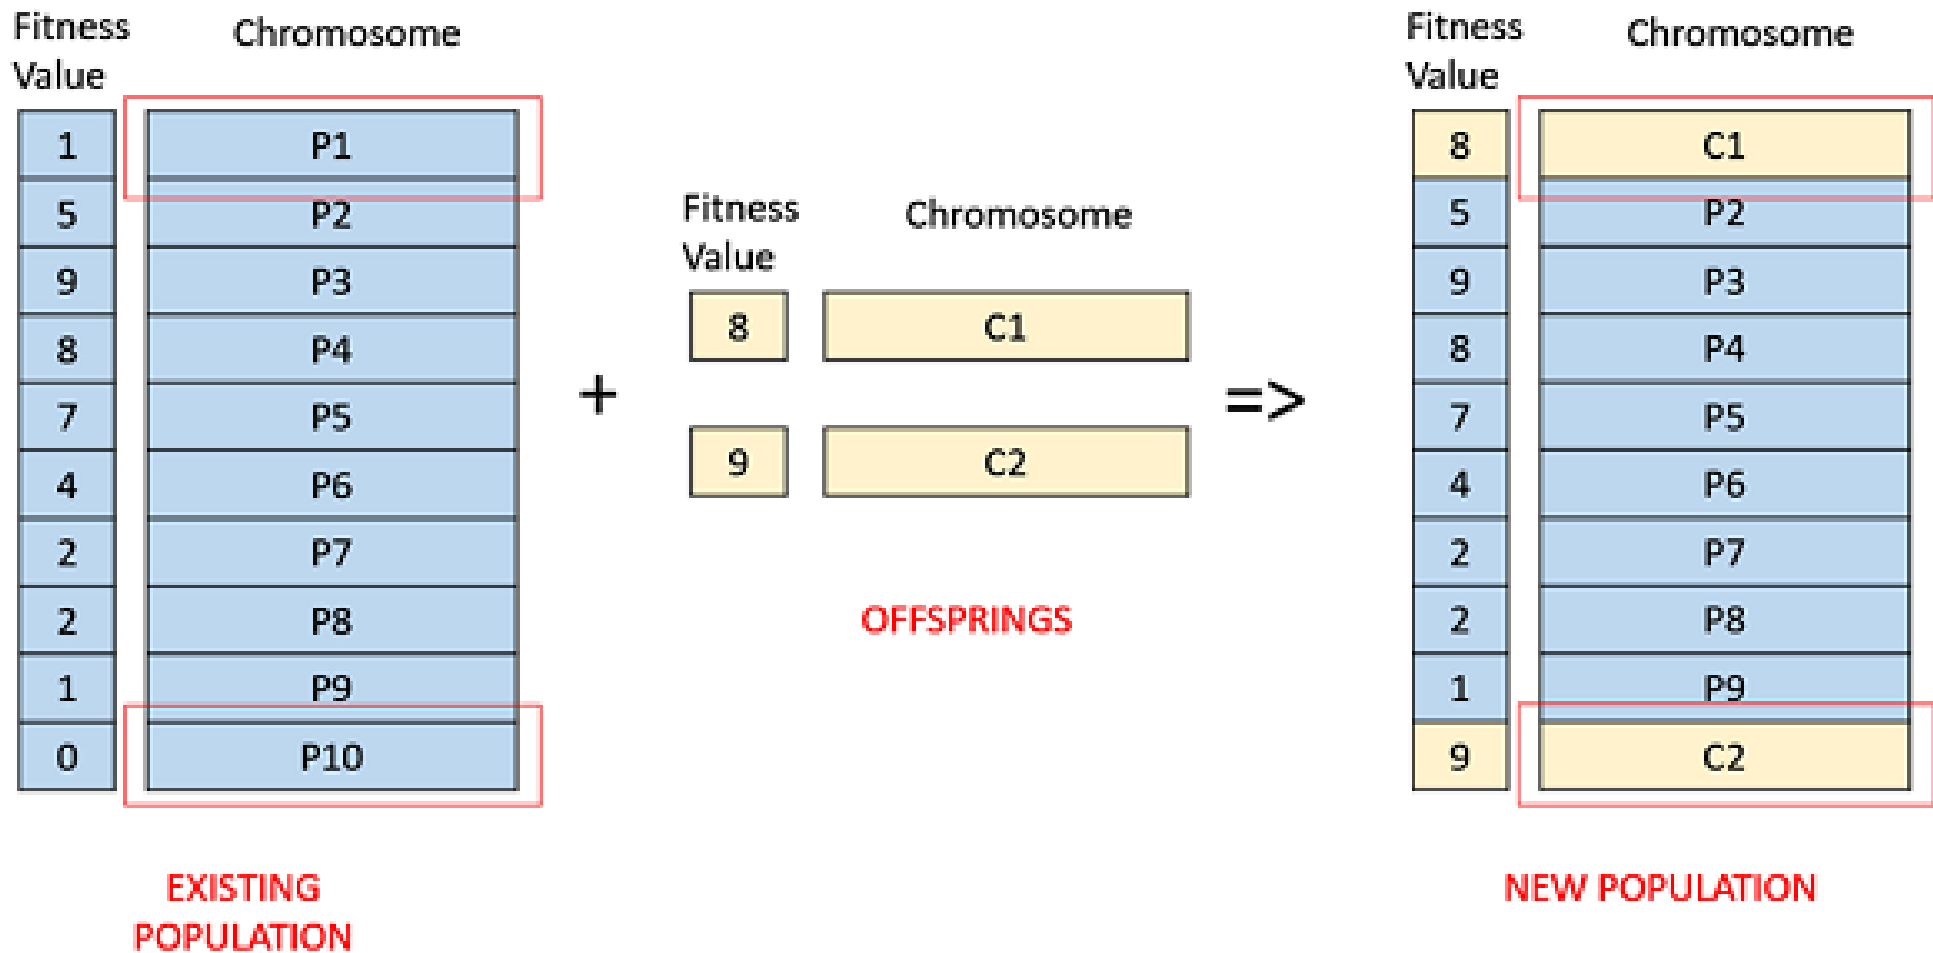 Fitness Value Chromosome
1 P1
5 P2
9 P3
8 P4
7 P5
4 P6
2 P7
2 P8
1 P9
0 P10
EXISTING
POPULATION
+
Fitness Value Chromosome
8 C1
9 C2
OFFSPRINGS
=>
Fitness Value Chromosome
8 C1
5 P2
9 P3
8 P4
7 P5
4 P6
2 P7
2 P8
1 P9
9 C2
NEW POPULATION